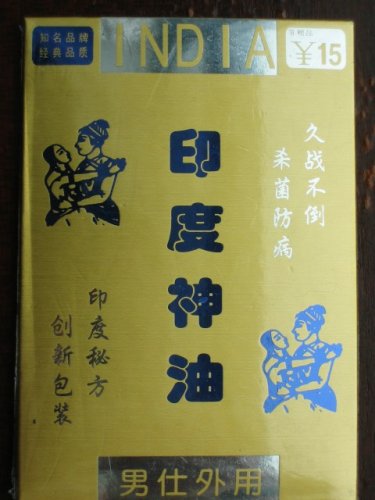 知名品牌
经典品质
INDIA
¥15
印度神油
久战不倒
杀菌防病
印度秘方
创新包装
男仕外用